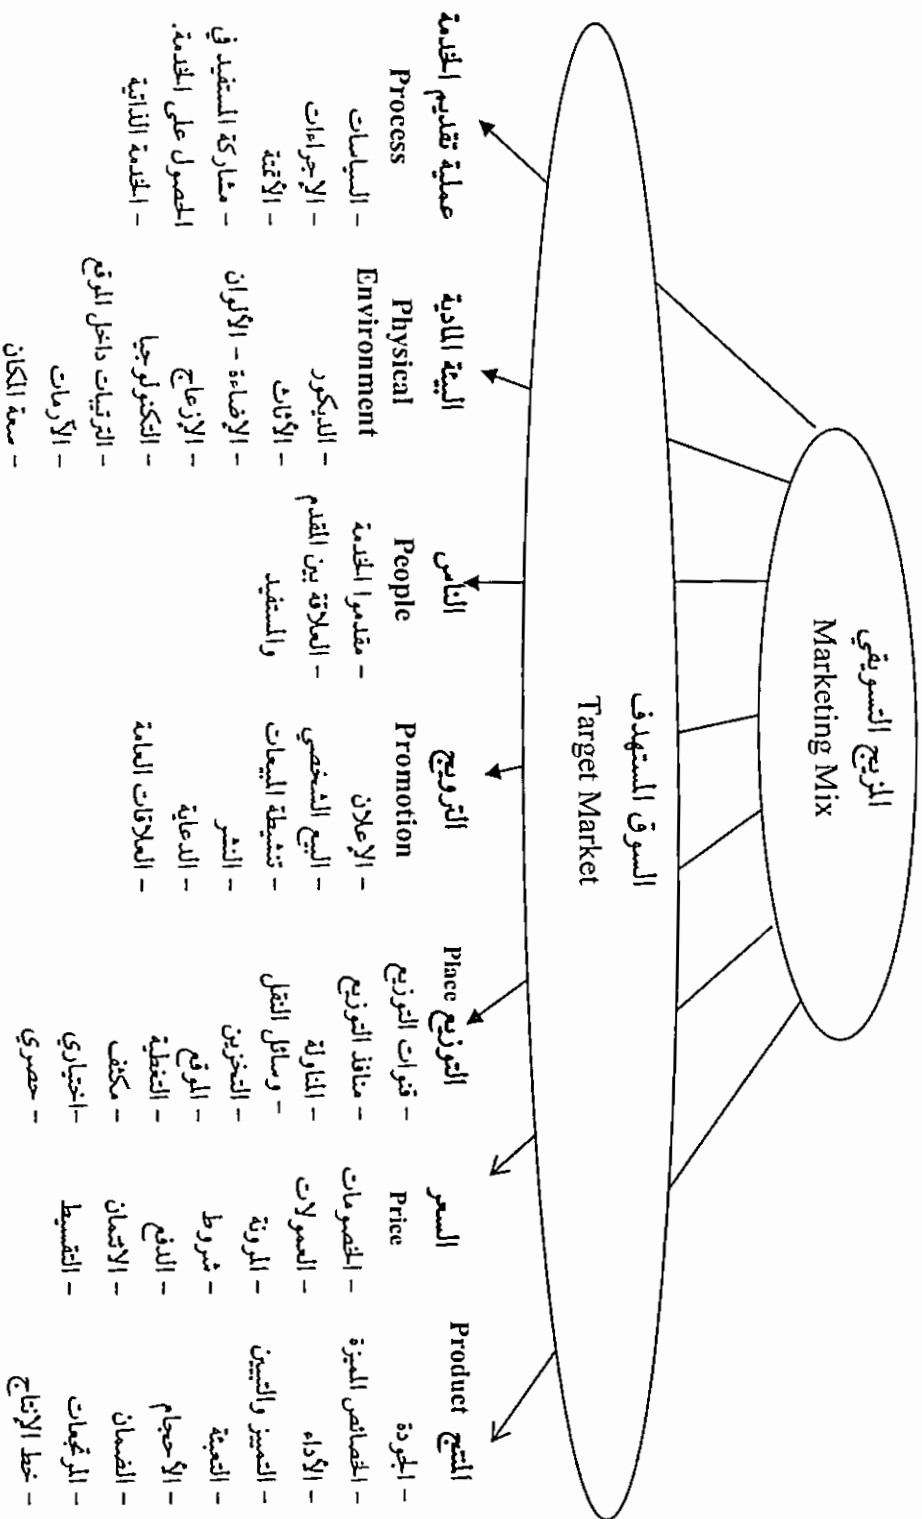 المزيج التسويقي
Marketing Mix
السوق المستهدف
Target Market
المنتج Product
- الجودة
- الخصائص المميزة
- الأداء
- التمييز والتبيين
- التعبئة
- الأحجام
- الضمان
- المرتجعات
- خط الإنتاج
السعر
Price
- الخصومات
- العمولات
- المرونة
- شروط
- الدفع
- الائتمان
- التقسيط
التوزيع Place
- قنوات التوزيع
- منافذ التوزيع
- المناولة
- وسائل النقل
- التخزين
- الموقع
- التغطية
- مكثف
-اختياري
- حصري
الترويج
Promotion
- الإعلان
- البيع الشخصي
- تنشيطة المبيعات
- النشر
- الدعاية
- العلاقات العامة
الناس
People
- مقدموا الخدمة
- العلاقة بين المقدم
والمستفيد
البيئة المادية
Physical
Environment
- الديكور
- الأثاث
- الإضاءة - الألوان
- الإزعاج
- التكنولوجيا
- الترتيبات داخل الموقع
- الآرمات
- سعة المكان
عملية تقديم الخدمة
Process
- السياسات
- الإجراءات
- الأتمتة
- مشاركة المستفيد في
الحصول على الخدمة.
- الخدمة الذاتية